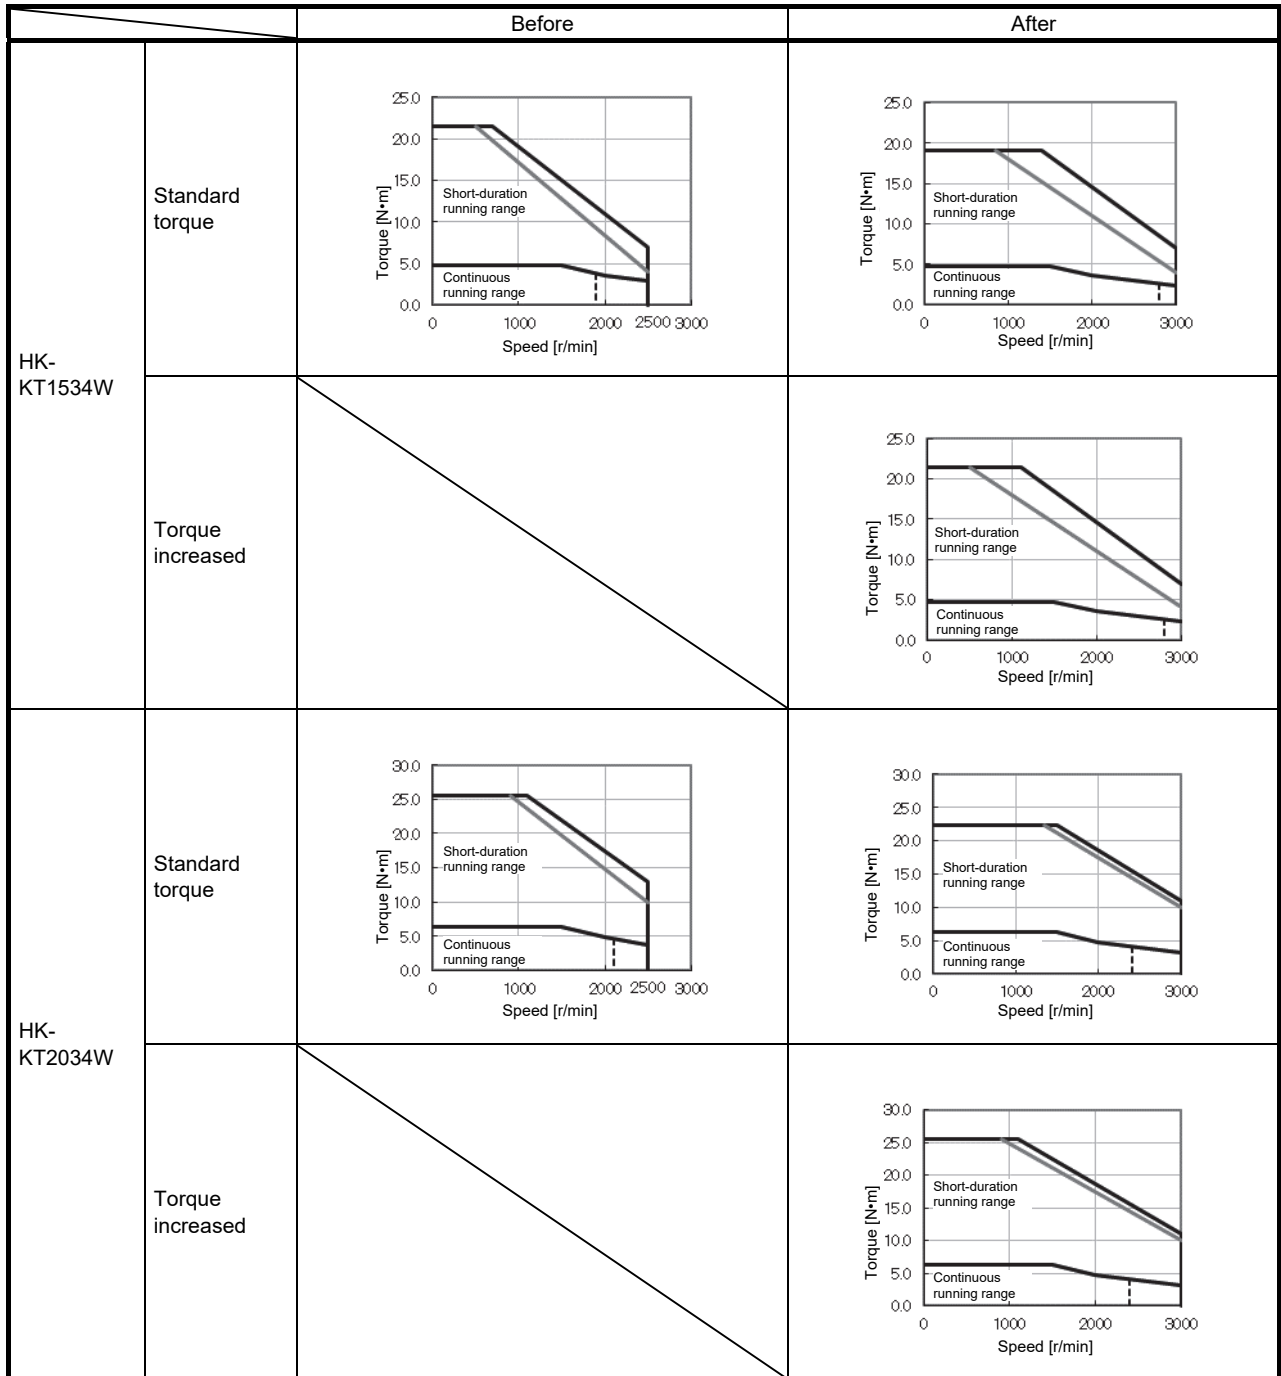 Before
After
HK-
KT1534W
Standard
torque
25.0
20.0
15.0
10.0
5.0
0.0
Torque [N•m]
Short-duration
running range
Continuous
running range
0 1000 2000 2500 3000
Speed [r/min]
25.0
20.0
15.0
10.0
5.0
0.0
Torque [N•m]
Short-duration
running range
Continuous
running range
0 1000 2000 3000
Speed [r/min]
Torque
increased
25.0
20.0
15.0
10.0
5.0
0.0
Torque [N•m]
Short-duration
running range
Continuous
running range
0 1000 2000 3000
Speed [r/min]
HK-
KT2034W
Standard
torque
30.0
25.0
20.0
15.0
10.0
5.0
0.0
Torque [N•m]
Short-duration
running range
Continuous
running range
0 1000 2000 2500 3000
Speed [r/min]
30.0
25.0
20.0
15.0
10.0
5.0
0.0
Torque [N•m]
Short-duration
running range
Continuous
running range
0 1000 2000 3000
Speed [r/min]
Torque
increased
30.0
25.0
20.0
15.0
10.0
5.0
0.0
Torque [N•m]
Short-duration
running range
Continuous
running range
0 1000 2000 3000
Speed [r/min]